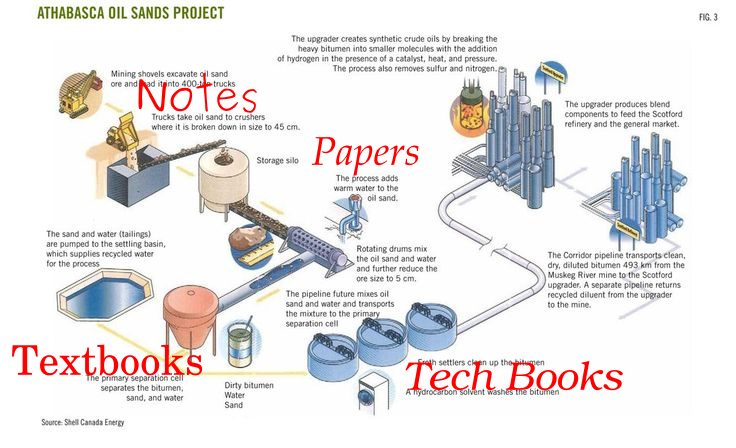 ATHABASCA OIL SANDS PROJECT
FIG. 3
The upgrader creates synthetic crude oils by breaking the
heavy bitumen into smaller molecules with the addition
of hydrogen in the presence of a catalyst, heat, and pressure.
The process also removes sulfur and nitrogen.
Mining shovels excavate oil sand
ore and load it into 400-ton trucks
Notes
Trucks take oil sand to crushers
where it is broken down in size to 45 cm.
The upgrader produces blend
components to feed the Scotford
refinery and the general market.
Storage silo
Papers
The process adds
warm water to the
oil sand.
The sand and water (tailings)
are pumped to the settling basin,
which supplies recycled water
for the process
Rotating drums mix
the oil sand and water
and further reduce the
ore size to 5 cm.
The Corridor pipeline transports clean,
dry, diluted bitumen 493 km from the
Muskeg River mine to the Scotford
upgrader. A separate pipeline returns
recycled diluent from the upgrader
to the mine.
The pipeline future mixes oil
sand and water and transports
the mixture to the primary
separation cell
Textbooks
The primary separation cell
separates the bitumen,
sand, and water
Dirty bitumen
Water
Sand
Froth settlers clean up the bitumen
Tech Books
A hydrocarbon solvent washes the bitumen
Source: Shell Canada Energy